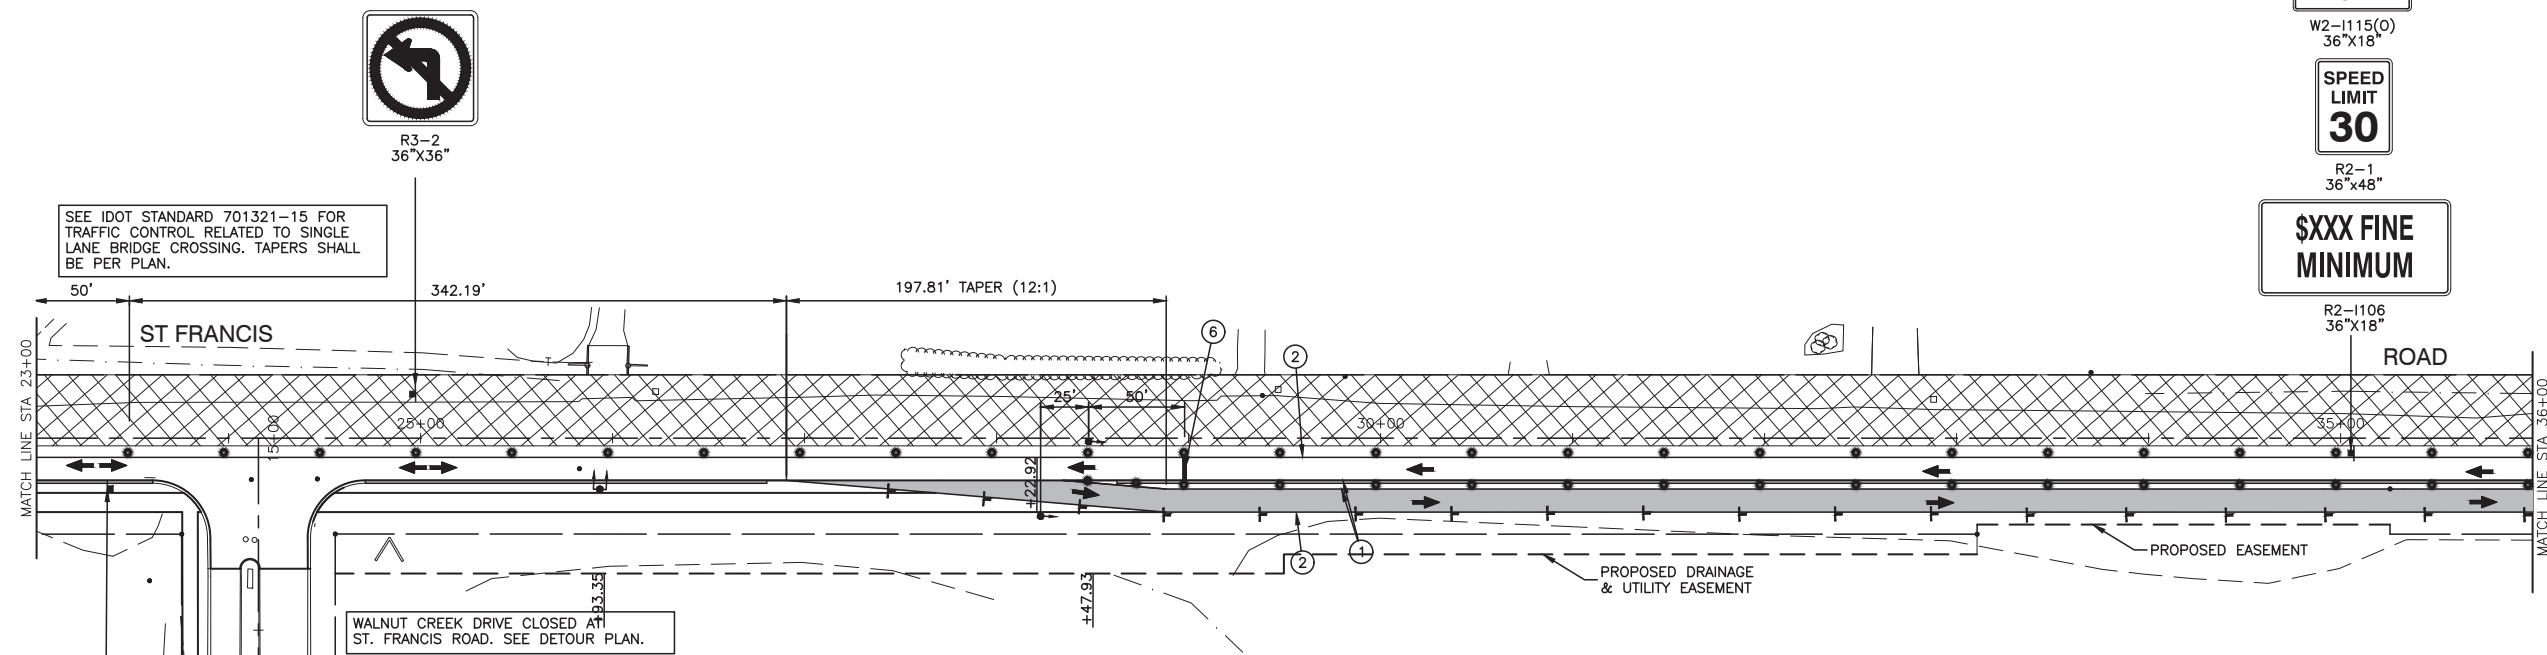 R3-2
36"X36"
SEE IDOT STANDARD 701321-15 FOR
TRAFFIC CONTROL RELATED TO SINGLE
LANE BRIDGE CROSSING. TAPERS SHALL
BE PER PLAN.
W2-I115(O)
36"X18"
SPEED
LIMIT
30
R2-1
36"x48"
$XXX FINE
MINIMUM
R2-I106
36"X18"
50'
342.19'
197.81' TAPER (12:1)
ST FRANCIS
ROAD
6
2
25'
50'
MATCH LINE STA 23+00
15+00
25+00
30+00
35+00
MATCH LINE STA 36+00
+22.92
1
2
PROPOSED EASEMENT
PROPOSED DRAINAGE
& UTILITY EASEMENT
+93.35
+47.93
WALNUT CREEK DRIVE CLOSED AT
ST. FRANCIS ROAD. SEE DETOUR PLAN.